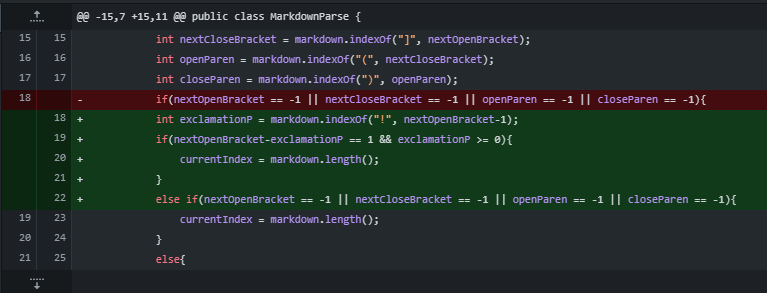 @@ -15,7 +15,11 @@ public class MarkdownParse {
15 15 int nextCloseBracket = markdown.indexOf("]", nextOpenBracket);
16 16 int openParen = markdown.indexOf("(", nextCloseBracket);
17 17 int closeParen = markdown.indexOf(")", openParen);
18 - if(nextOpenBracket == -1 || nextCloseBracket == -1 || openParen == -1 || closeParen == -1){
18 + int exclamationP = markdown.indexOf("!", nextOpenBracket-1);
19 + if(nextOpenBracket-exclamationP == 1 && exclamationP >= 0){
20 + currentIndex = markdown.length();
21 + }
22 + else if(nextOpenBracket == -1 || nextCloseBracket == -1 || openParen == -1 || closeParen == -1){
19 23 currentIndex = markdown.length();
20 24 }
21 25 else{